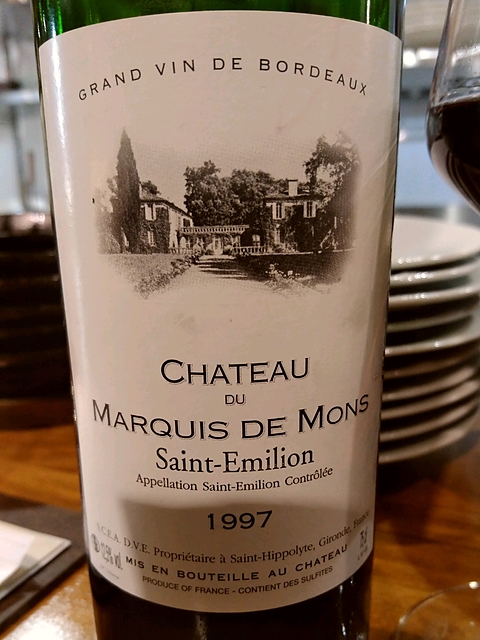 GRAND VIN DE BORDEAUX
CHATEAU
DU
MARQUIS DE MONS
Saint-Emilion
Appellation Saint-Emilion Contrôlée
1997
D.V.E. Propriétaire à Saint-Hippolyte, Gironde, France
MIS EN BOUTEILLE AU CHATEAU
PRODUCE OF FRANCE - CONTIENT DES SULFITES